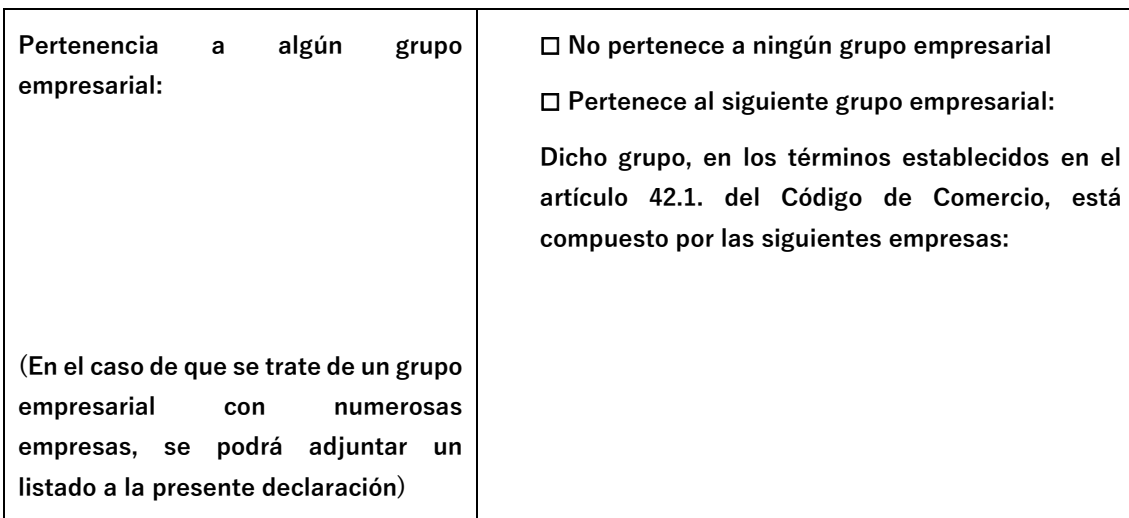 Pertenencia a algún grupo
empresarial:
(En el caso de que se trate de un grupo
empresarial con numerosas
empresas, se podrá adjuntar un
listado a la presente declaración)
☐ No pertenece a ningún grupo empresarial
☐ Pertenece al siguiente grupo empresarial:
Dicho grupo, en los términos establecidos en el
artículo 42.1. del Código de Comercio, está
compuesto por las siguientes empresas: